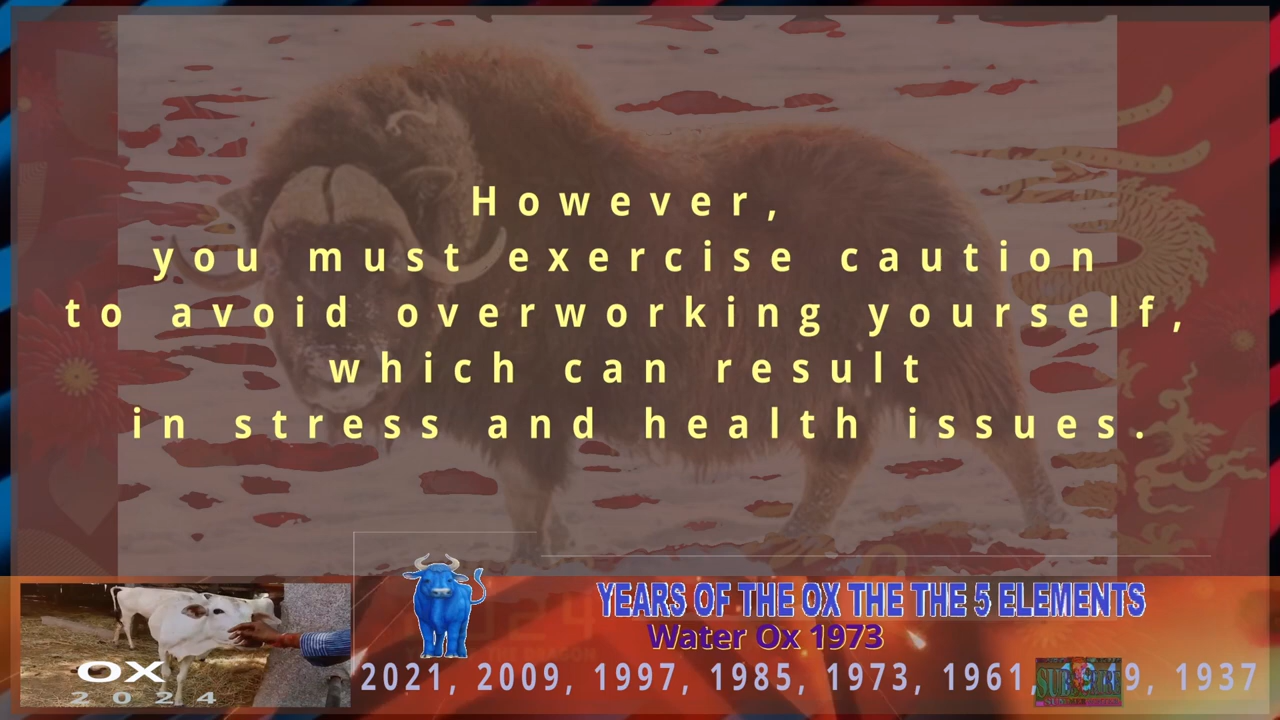 However,
you must exercise caution
to avoid overworking yourself,
which can result
in stress and health issues.
YEARS OF THE OX THE THE 5 ELEMENTS
Water Ox 1973
OX
2024
2021, 2009, 1997, 1985, 1973, 1961, 1937